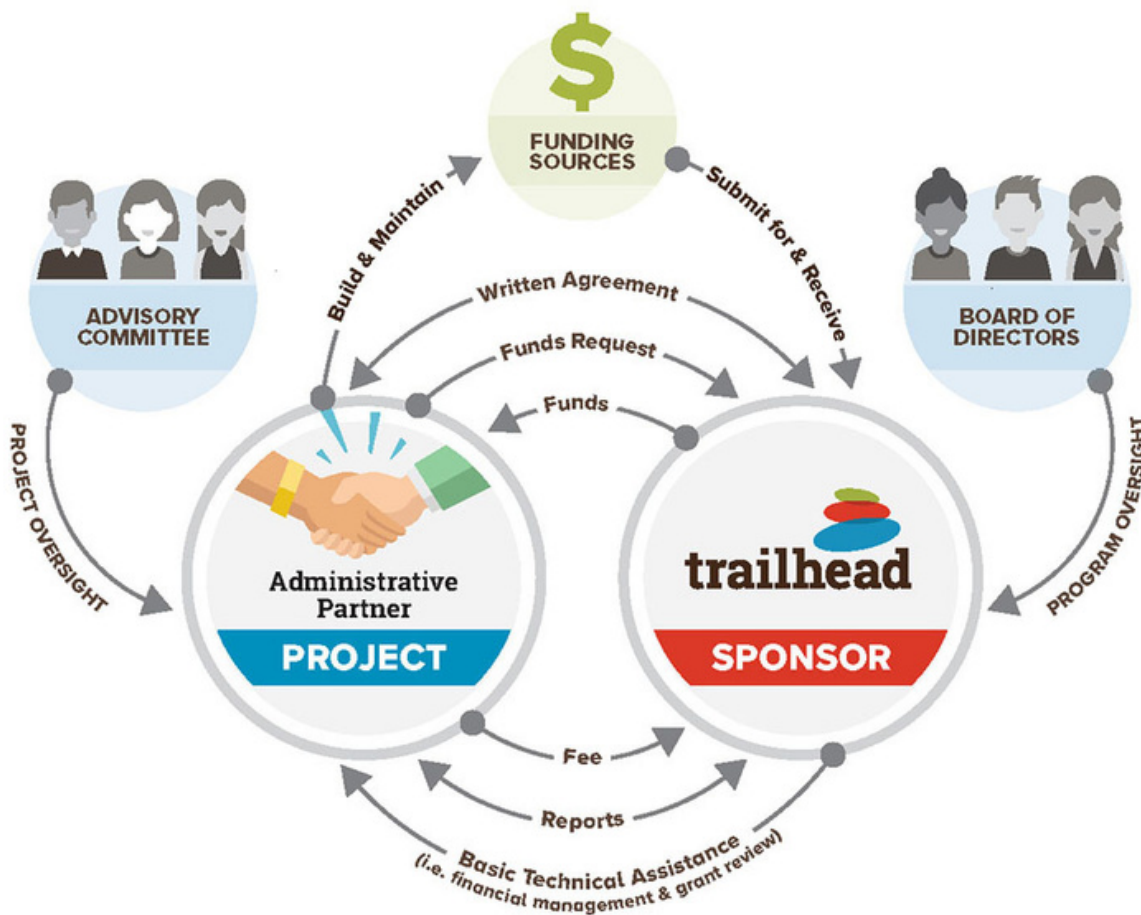 $
FUNDING
SOURCES
Build & Maintain
Submit for & Receive
ADVISORY
COMMITTEE
BOARD OF
DIRECTORS
Written Agreement
Funds Request
Funds
PROJECT OVERSIGHT
PROGRAM OVERSIGHT
Administrative
Partner
PROJECT
trailhead
SPONSOR
Fee
Reports
Basic Technical Assistance
(i.e. financial management & grant review)